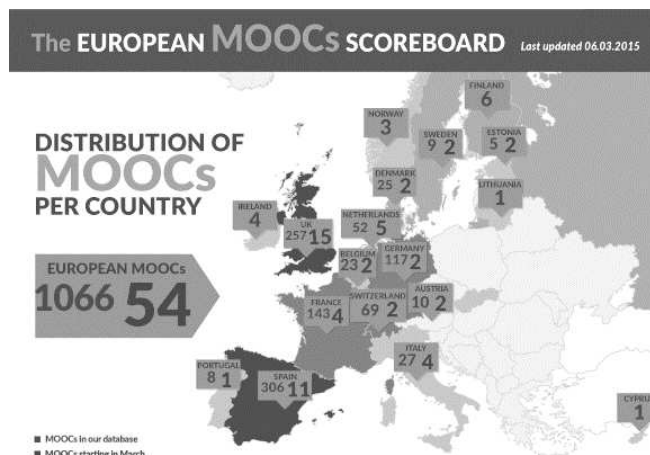 The EUROPEAN MOOCs SCOREBOARD Last updated 06.03.2015
DISTRIBUTION OF
MOOCs
PER COUNTRY
EUROPEAN MOOCs
1066 54
FINLAND
6
NORWAY
3
SWEDEN
9 2
ESTONIA
5 2
DENMARK
25 2
LITHUANIA
1
IRELAND
4
UK
257 15
NETHERLANDS
52 5
BELGIUM
23 2
GERMANY
117 2
FRANCE
143 4
SWITZERLAND
69 2
AUSTRIA
10 2
ITALY
27 4
PORTUGAL
8 1
SPAIN
306 11
CYPRU
1
MOOCs in our database
MOOCs starting in March